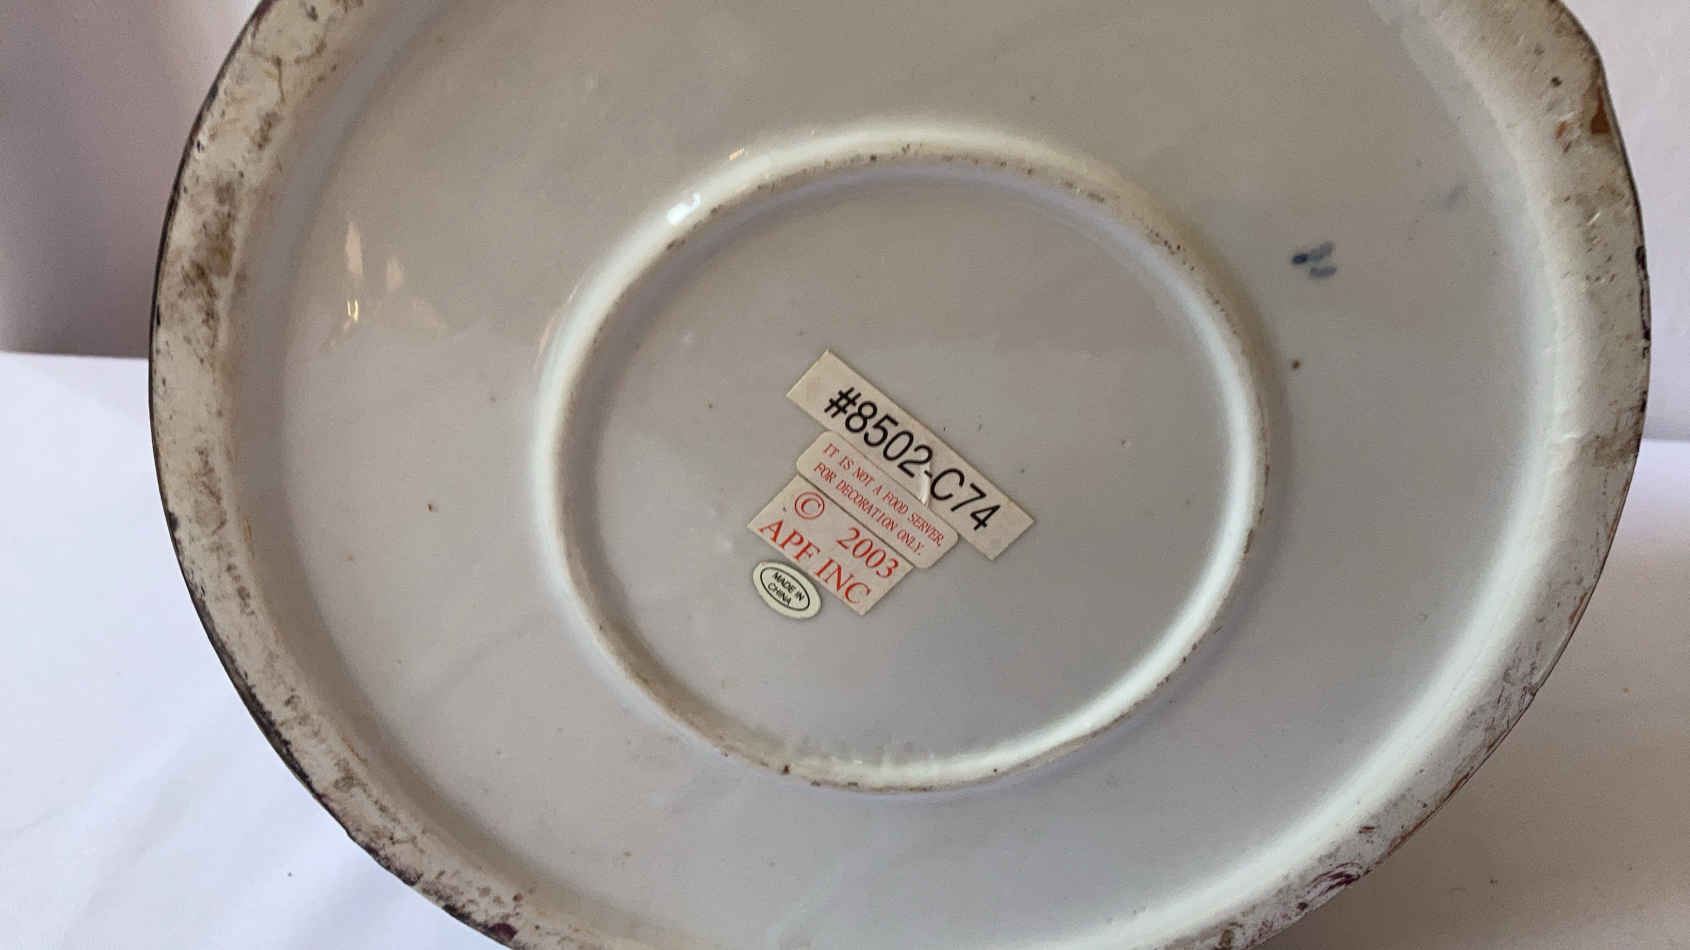 #8502-C74
IT IS NOT A FOOD SERVER,
FOR DECORATION ONLY.
© 2003
APF INC
MADE IN
CHINA